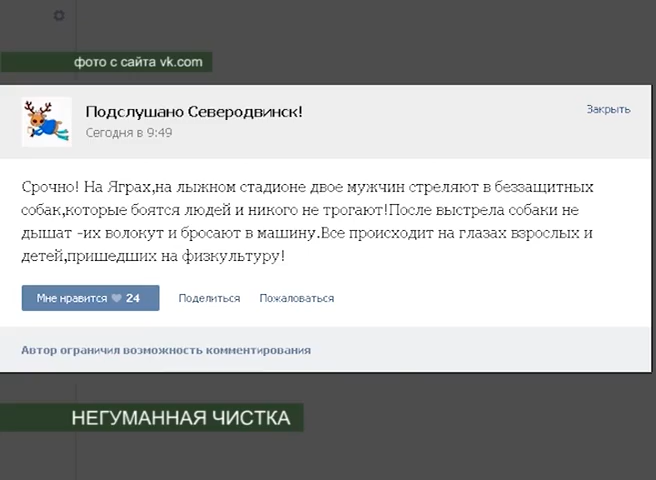 фото с сайта vk.com
Подслушано Северодвинск!
Закрыть
Сегодня в 9:49
Срочно! На Яграх,на лыжном стадионе двое мужчин стреляют в беззащитных
собак,которые боятся людей и никого не трогают!После выстрела собаки не
дышат -их волокут и бросают в машину.Все происходит на глазах взрослых и
детей,пришедших на физкультуру!
Мне нравится 24 Поделиться Пожаловаться
Автор ограничил возможность комментирования
НЕГУМАННАЯ ЧИСТКА